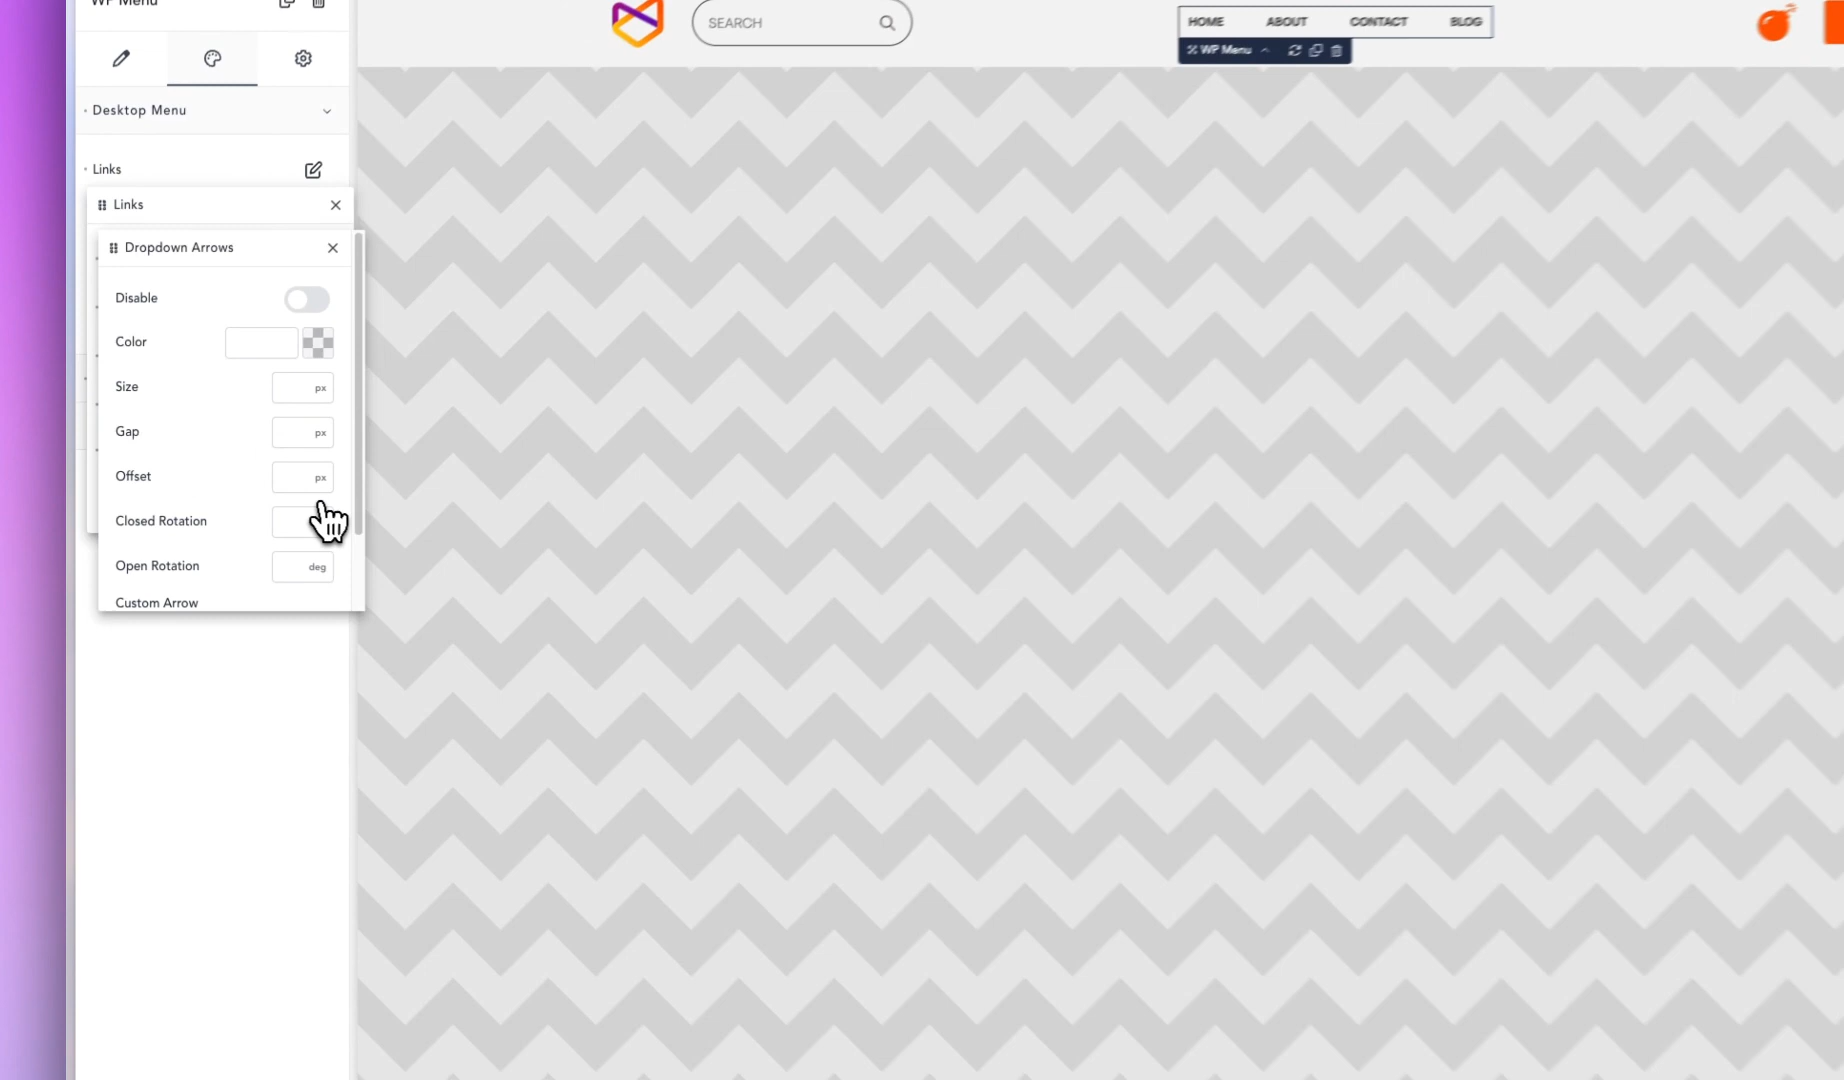 WP Menu
SEARCH
HOME ABOUT CONTACT BLOG
WP Menu
Desktop Menu
Links
Links
Dropdown Arrows
Disable
Color
Size px
Gap px
Offset px
Closed Rotation
Open Rotation deg
Custom Arrow